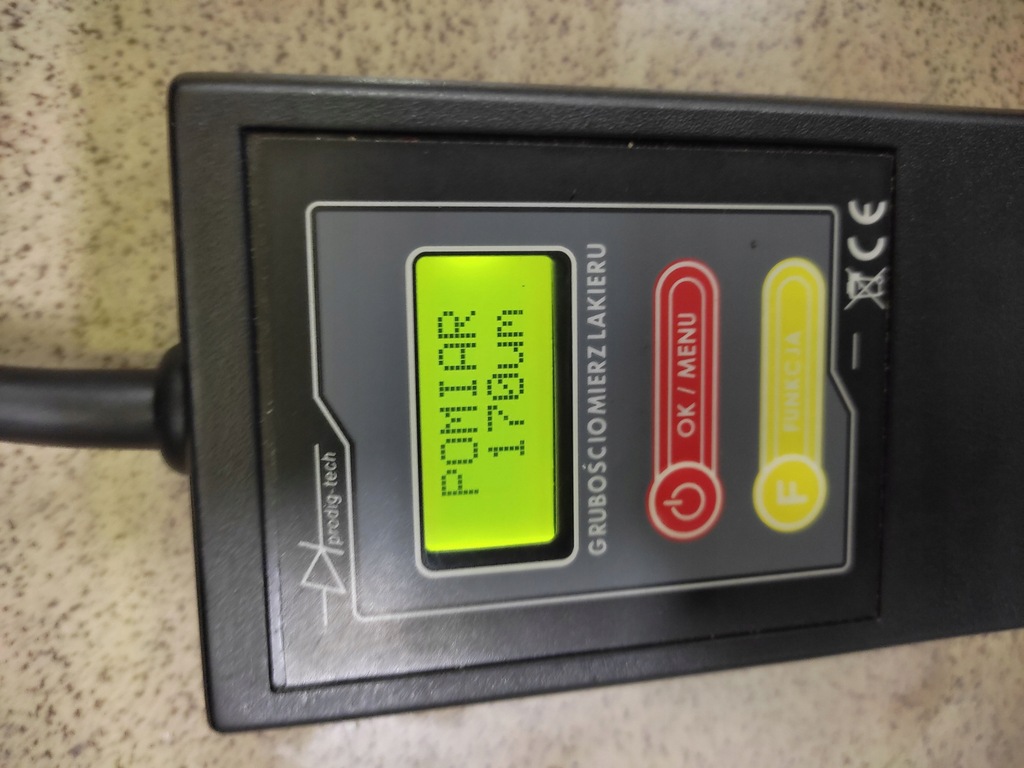 prodig-tech
POMIAR
170um
GRUBOŚCIOMIERZ LAKIERU
OK / MENU
F FUNKCJA
CE